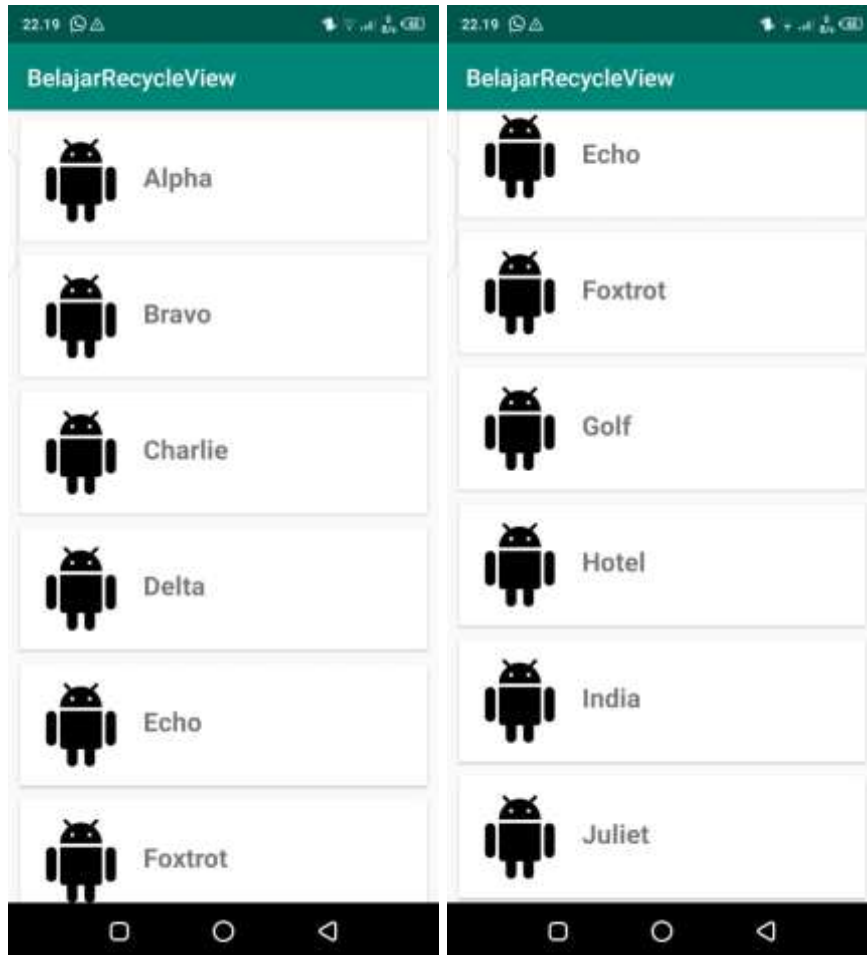 22.19
BelajarRecycleView
Alpha
Bravo
Charlie
Delta
Echo
Foxtrot
22.19
BelajarRecycleView
Echo
Foxtrot
Golf
Hotel
India
Juliet